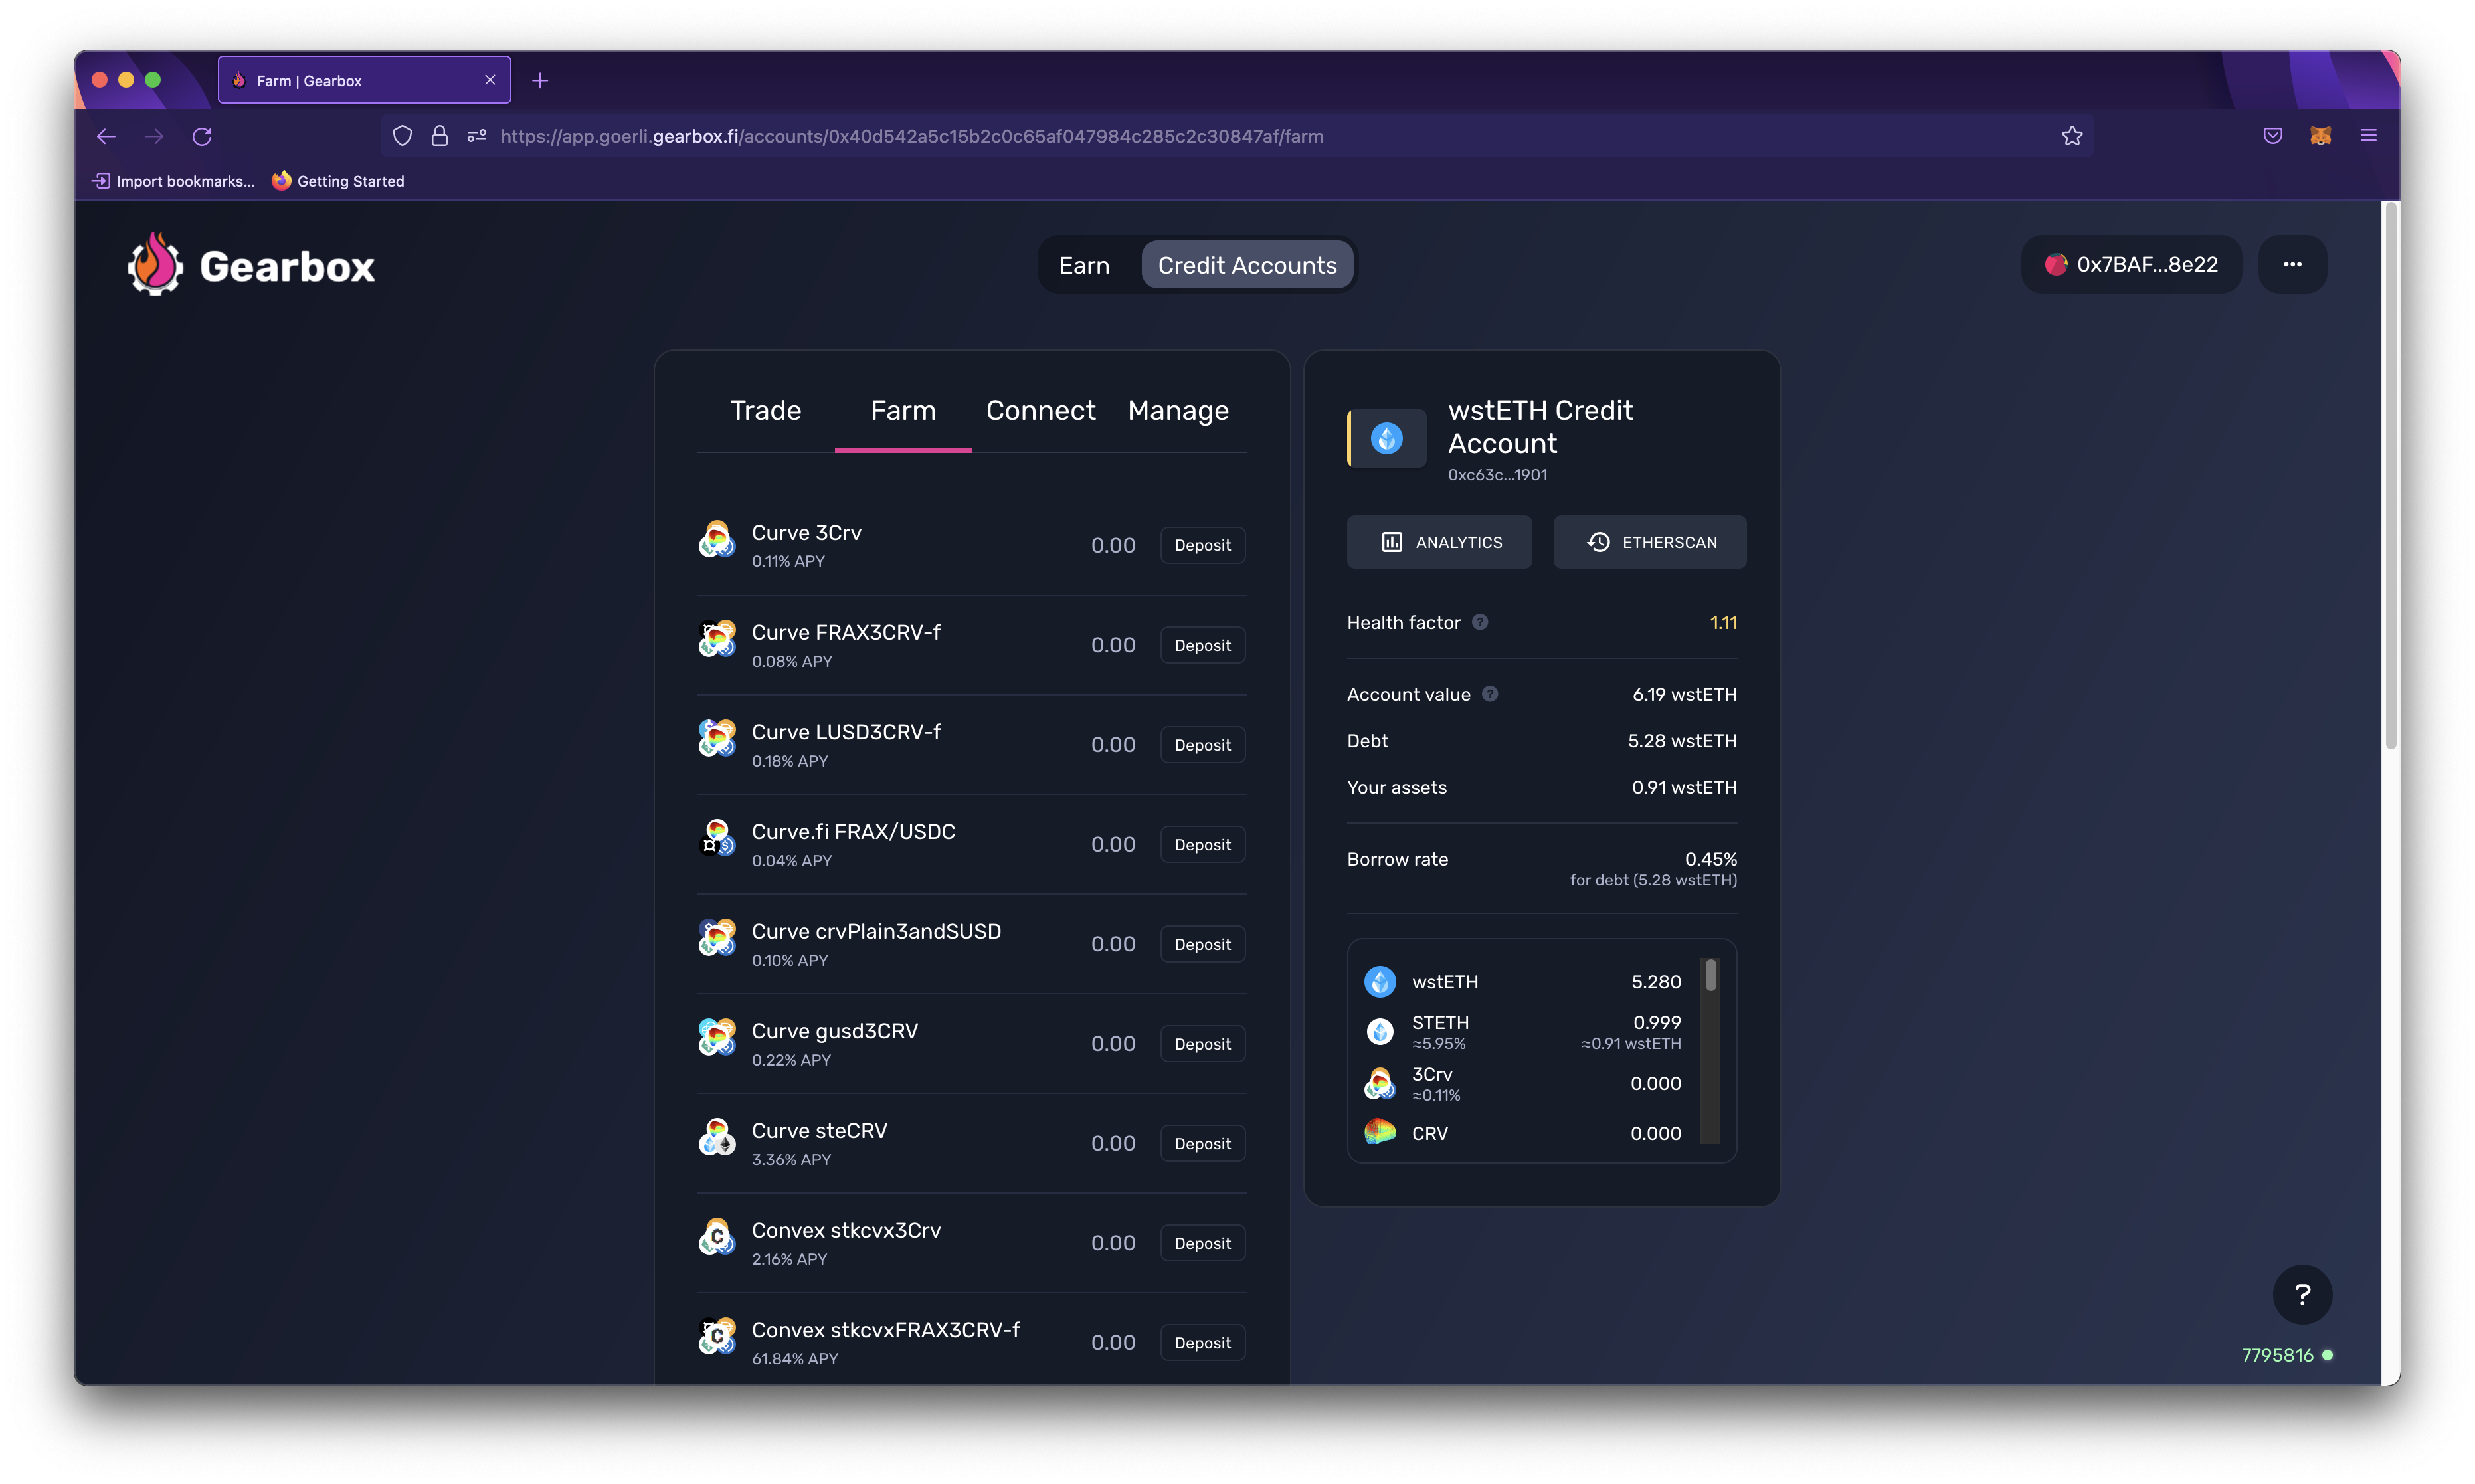 Farm | Gearbox
https://app.goerli.gearbox.fi/accounts/0x40d542a5c15b2c0c65af047984c285c2c30847af/farm
Import bookmarks...
Getting Started
Gearbox
Earn
Credit Accounts
0x7BAF...8e22
Trade
Farm
Connect
Manage
Curve 3Crv
0.11% APY
0.00
Deposit
Curve FRAX3CRV-f
0.08% APY
0.00
Deposit
Curve LUSD3CRV-f
0.18% APY
0.00
Deposit
Curve.fi FRAX/USDC
0.04% APY
0.00
Deposit
Curve crvPlain3andSUSD
0.10% APY
0.00
Deposit
Curve gusd3CRV
0.22% APY
0.00
Deposit
Curve steCRV
3.36% APY
0.00
Deposit
Convex stkcvx3Crv
2.16% APY
0.00
Deposit
Convex stkcvxFRAX3CRV-f
61.84% APY
0.00
Deposit
wstETH Credit
Account
0xc63c...1901
ANALYTICS
ETHERSCAN
Health factor ?
1.11
Account value ?
6.19 wstETH
Debt
5.28 wstETH
Your assets
0.91 wstETH
Borrow rate
0.45%
for debt (5.28 wstETH)
wstETH
5.280
STETH
≈5.95%
0.999
≈0.91 wstETH
3Crv
≈0.11%
0.000
CRV
0.000
?
7795816